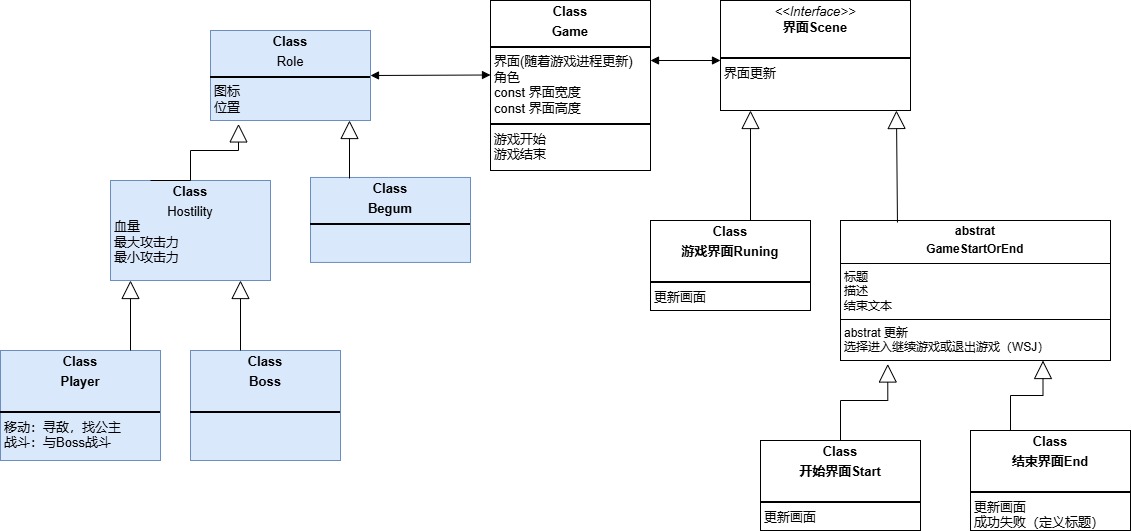 Class
Game
界面(随着游戏进程更新)
角色
const 界面宽度
const 界面高度
游戏开始
游戏结束
<<Interface>>
界面Scene
界面更新
Class
Role
图标
位置
Class
Hostility
血量
最大攻击力
最小攻击力
Class
Begum
Class
游戏界面Runing
更新画面
abstrat
GameStartOrEnd
标题
描述
结束文本
abstrat 更新
选择进入继续游戏或退出游戏（WSJ）
Class
Player
移动：寻敌，找公主
战斗：与Boss战斗
Class
Boss
Class
开始界面Start
更新画面
Class
结束界面End
更新画面
成功失败（定义标题）